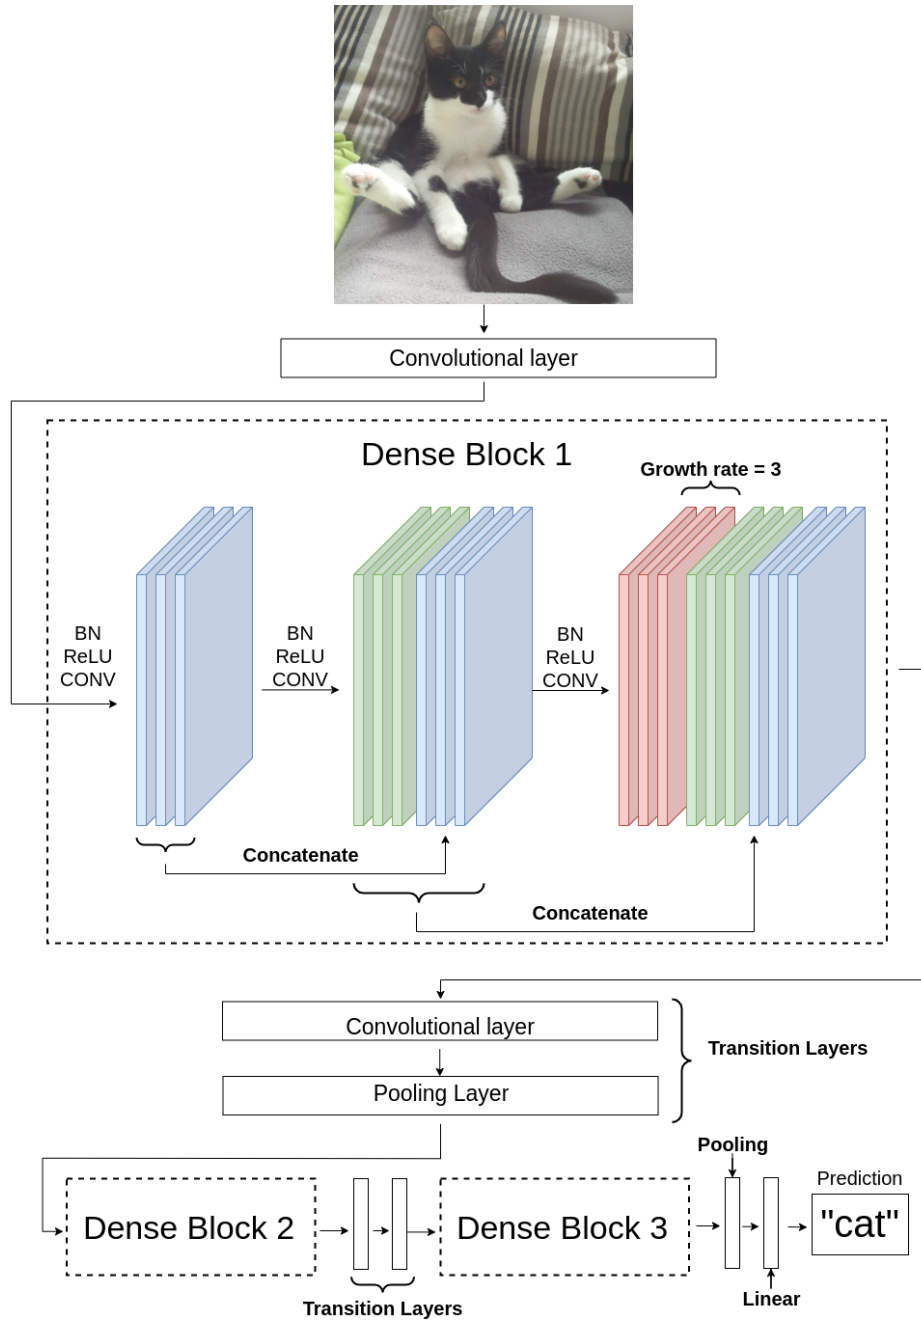 Convolutional layer
Dense Block 1
Growth rate = 3
BN
ReLU
CONV
BN
ReLU
CONV
BN
ReLU
CONV
Concatenate
Concatenate
Convolutional layer
Transition Layers
Pooling Layer
Pooling
Prediction
Dense Block 2
Dense Block 3
"cat"
Transition Layers
Linear